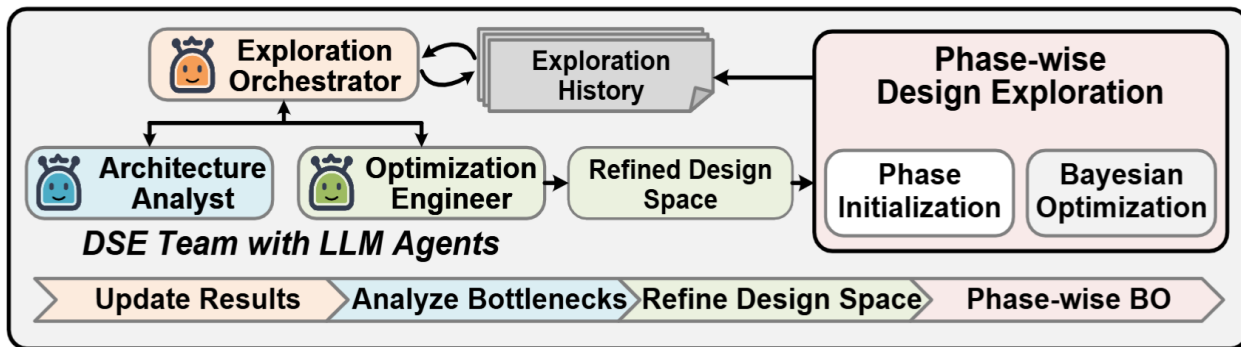 Exploration
Orchestrator
Exploration
History
Phase-wise
Design Exploration
Architecture
Analyst
Optimization
Engineer
Refined Design
Space
Phase
Initialization
Bayesian
Optimization
DSE Team with LLM Agents
Update Results
Analyze Bottlenecks
Refine Design Space
Phase-wise BO